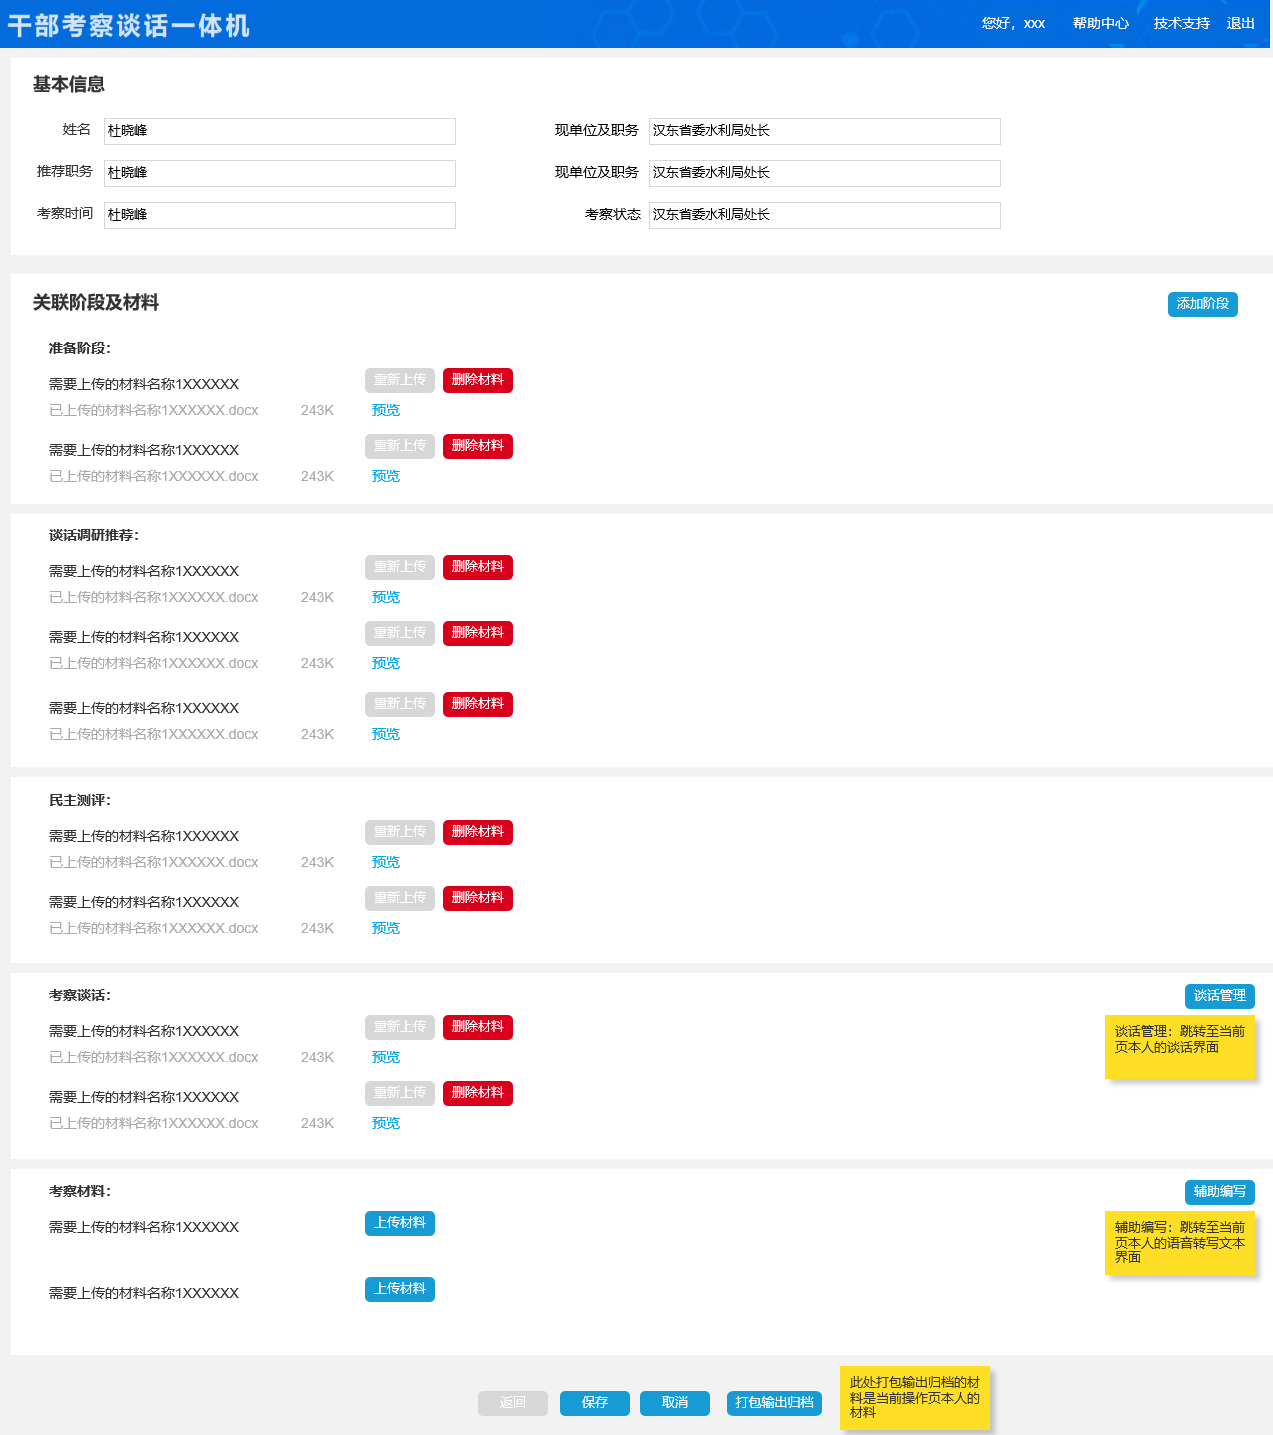 干部考察谈话一体机
您好，xxx 帮助中心 技术支持 退出
基本信息
姓名 杜晓峰 现单位及职务 汉东省委水利局处长
推荐职务 杜晓峰 现单位及职务 汉东省委水利局处长
考察时间 杜晓峰 考察状态 汉东省委水利局处长
关联阶段及材料 添加阶段
准备阶段：
需要上传的材料名称1XXXXXX 重新上传 删除材料
已上传的材料名称1XXXXXX.docx 243K 预览
需要上传的材料名称1XXXXXX 重新上传 删除材料
已上传的材料名称1XXXXXX.docx 243K 预览
谈话调研推荐：
需要上传的材料名称1XXXXXX 重新上传 删除材料
已上传的材料名称1XXXXXX.docx 243K 预览
需要上传的材料名称1XXXXXX 重新上传 删除材料
已上传的材料名称1XXXXXX.docx 243K 预览
需要上传的材料名称1XXXXXX 重新上传 删除材料
已上传的材料名称1XXXXXX.docx 243K 预览
民主测评：
需要上传的材料名称1XXXXXX 重新上传 删除材料
已上传的材料名称1XXXXXX.docx 243K 预览
需要上传的材料名称1XXXXXX 重新上传 删除材料
已上传的材料名称1XXXXXX.docx 243K 预览
考察谈话： 谈话管理
需要上传的材料名称1XXXXXX 重新上传 删除材料
已上传的材料名称1XXXXXX.docx 243K 预览
需要上传的材料名称1XXXXXX 重新上传 删除材料
已上传的材料名称1XXXXXX.docx 243K 预览
谈话管理：跳转至当前
页本人的谈话界面
考察材料： 辅助编写
需要上传的材料名称1XXXXXX 上传材料
需要上传的材料名称1XXXXXX 上传材料
辅助编写：跳转至当前
页本人的语音转写文本
界面
返回 保存 取消 打包输出归档
此处打包输出归档的材
料是当前操作页本人的
材料